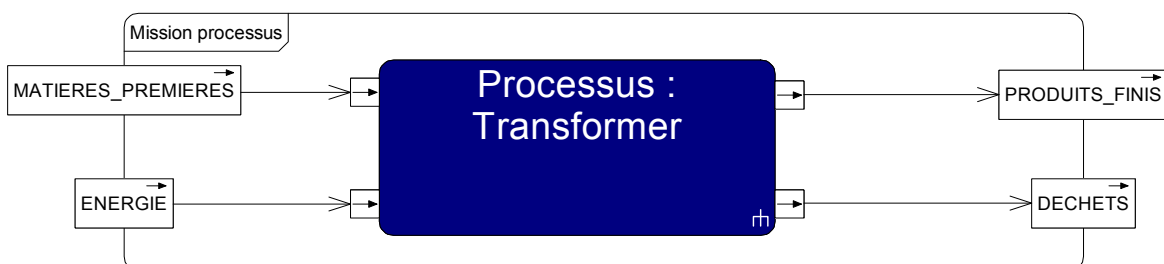 Mission processus
MATIERES_PREMIERES
Processus :
Transformer
PRODUITS_FINIS
ENERGIE
DECHETS